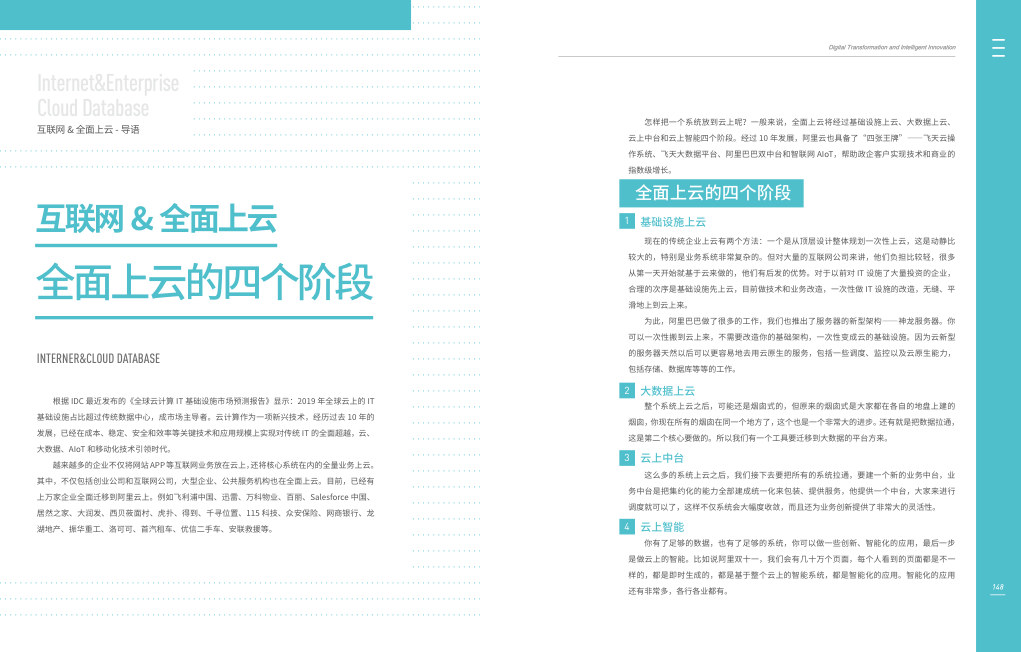 Internet&Enterprise
Cloud Database
互联网 & 全面上云 - 导语
互联网 & 全面上云
全面上云的四个阶段
INTERNER&CLOUD DATABASE
根据 IDC 最近发布的《全球云计算 IT 基础设施市场预测报告》显示：2019 年全球云上的 IT
基础设施占比超过传统数据中心，成市场主导者。云计算作为一项新兴技术，经历过去 10 年的
发展，已经在成本、稳定、安全和效率等关键技术和应用规模上实现对传统 IT 的全面超越，云、
大数据、AIoT 和移动化技术引领时代。
越来越多的企业不仅将网站 APP 等互联网业务放在云上，还将核心系统在内的全量业务上云。
其中，不仅包括创业公司和互联网公司，大型企业、公共服务机构也在全面上云。目前，已经有
上万家企业全面迁移到阿里云上。例如飞利浦中国、迅雷、万科物业、百丽、Salesforce 中国、
居然之家、大润发、西贝莜面村、虎扑、得到、千寻位置、115 科技、众安保险、网商银行、龙
湖地产、振华重工、洛可可、首汽租车、优信二手车、安联救援等。
Digital Transformation and Intelligent Innovation
怎样把一个系统放到云上呢？一般来说，全面上云将经过基础设施上云、大数据上云、
云上中台和云上智能四个阶段。经过 10 年发展，阿里云也具备了“四张王牌”——飞天云操
作系统、飞天大数据平台、阿里巴巴双中台和智联网 AIoT，帮助政企客户实现技术和商业的
指数级增长。
全面上云的四个阶段
1 基础设施上云
现在的传统企业上云有两个方法：一个是从顶层设计整体规划一次性上云，这是动静比
较大的，特别是业务系统非常复杂的。但对大量的互联网公司来讲，他们负担比较轻，很多
从第一天开始就基于云来做的，他们有后发的优势。对于以前对 IT 设施了大量投资的企业，
合理的次序是基础设施先上云，目前做技术和业务改造，一次性做 IT 设施的改造，无缝、平
滑地上到云上来。
为此，阿里巴巴做了很多的工作，我们也推出了服务器的新型架构——神龙服务器。你
可以一次性搬到云上来，不需要改造你的基础架构，一次性变成云的基础设施。因为云新型
的服务器天然以后可以更容易地去用云原生的服务，包括一些调度、监控以及云原生能力，
包括存储、数据库等等的工作。
2 大数据上云
整个系统上云之后，可能还是烟囱式的，但原来的烟囱式是大家都在各自的地盘上建的
烟囱，你现在所有的烟囱在同一个地方了，这个也是一个非常大的进步。还有就是把数据拉通，
这是第二个核心要做的。所以我们有一个工具要迁移到大数据的平台方来。
3 云上中台
这么多的系统上云之后，我们接下去要把所有的系统拉通，要建一个新的业务中台，业
务中台是把集约化的能力全部建成统一化来包装、提供服务，他提供一个中台，大家来进行
调度就可以了，这样不仅系统会大幅度收敛，而且还为业务创新提供了非常大的灵活性。
4 云上智能
你有了足够的数据，也有了足够的系统，你可以做一些创新、智能化的应用，最后一步
是做云上的智能。比如说阿里双十一，我们会有几十万个页面，每个人看到的页面都是不一
样的，都是即时生成的，都是基于整个云上的智能系统，都是智能化的应用。智能化的应用
还有非常多，各行各业都有。
148